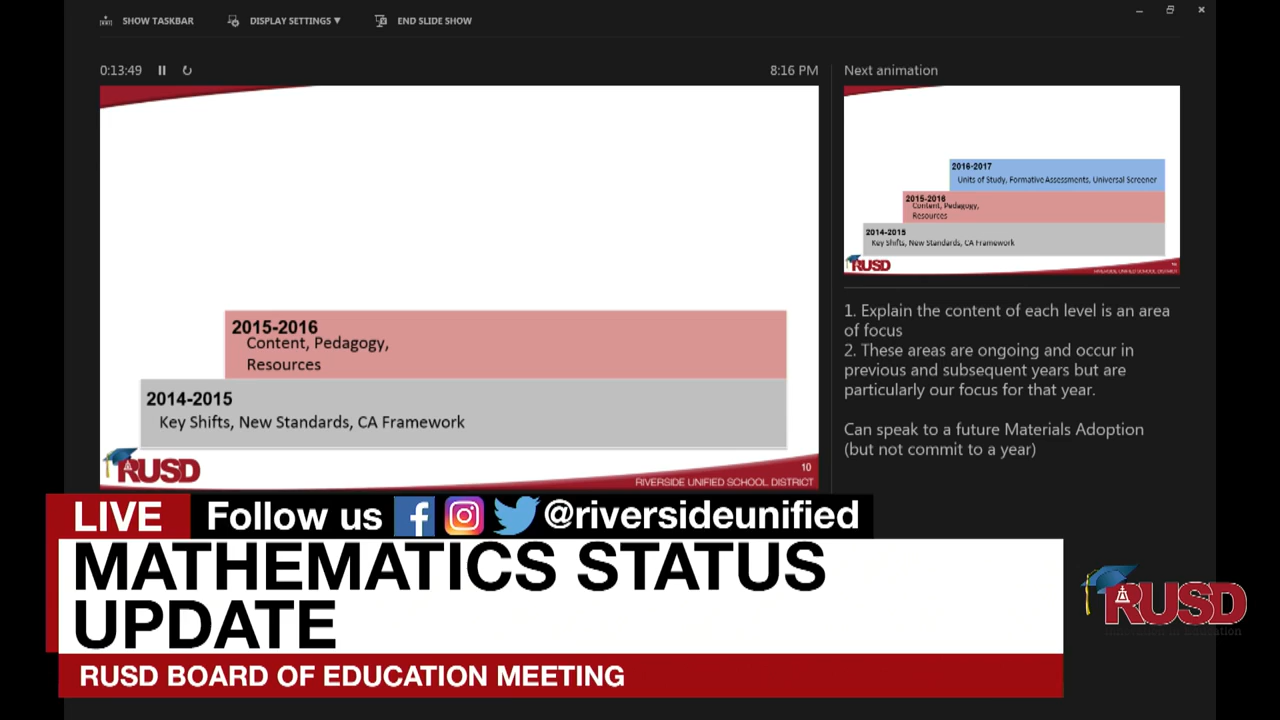 SHOW TASKBAR
DISPLAY SETTINGS ▼
END SLIDE SHOW
0:13:49
8:16 PM
2015-2016
Content, Pedagogy,
Resources
2014-2015
Key Shifts, New Standards, CA Framework
RUSD
10
RIVERSIDE UNIFIED SCHOOL DISTRICT
Next animation
2016-2017
Units of Study, Formative Assessments, Universal Screener
2015-2016
Content, Pedagogy,
Resources
2014-2015
Key Shifts, New Standards, CA Framework
RUSD
RIVERSIDE UNIFIED SCHOOL DISTRICT
1. Explain the content of each level is an area
of focus
2. These areas are ongoing and occur in
previous and subsequent years but are
particularly our focus for that year.
Can speak to a future Materials Adoption
(but not commit to a year)
LIVE
Follow us @riversideunified
MATHEMATICS STATUS
UPDATE
RUSD BOARD OF EDUCATION MEETING
RUSD